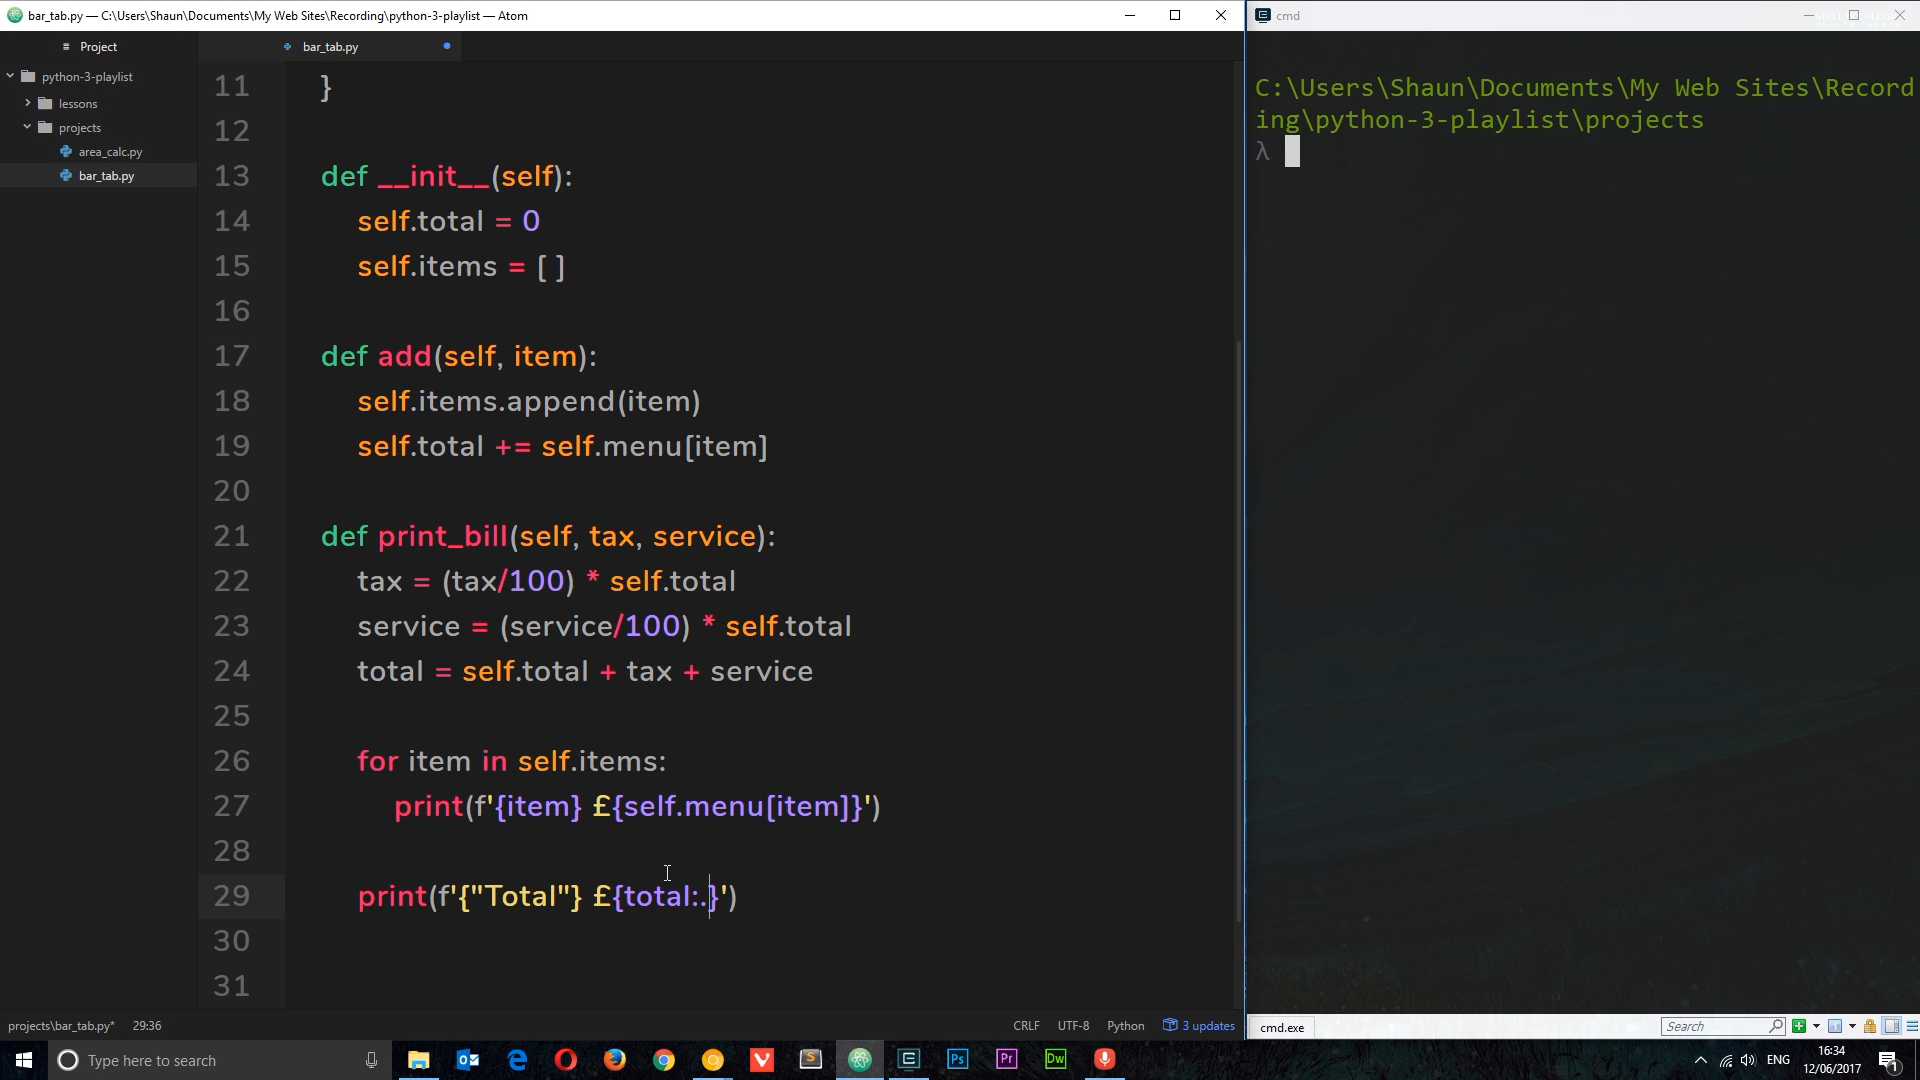 bar_tab.py — C:\Users\Shaun\Documents\My Web Sites\Recording\python-3-playlist — Atom
Project
bar_tab.py
python-3-playlist
lessons
projects
area_calc.py
bar_tab.py
11 }
12
13 def __init__(self):
14 self.total = 0
15 self.items = []
16
17 def add(self, item):
18 self.items.append(item)
19 self.total += self.menu[item]
20
21 def print_bill(self, tax, service):
22 tax = (tax/100) * self.total
23 service = (service/100) * self.total
24 total = self.total + tax + service
25
26 for item in self.items:
27 print(f'{item} £{self.menu[item]}')
28
29 print(f'{"Total"} £{total:.}')
30
31
projects\bar_tab.py* 29:36
CRLF UTF-8 Python 3 updates
cmd
C:\Users\Shaun\Documents\My Web Sites\Record
ing\python-3-playlist\projects
λ
cmd.exe
Search
Type here to search
Ps Pr Dw
ENG
16:34
12/06/2017
1